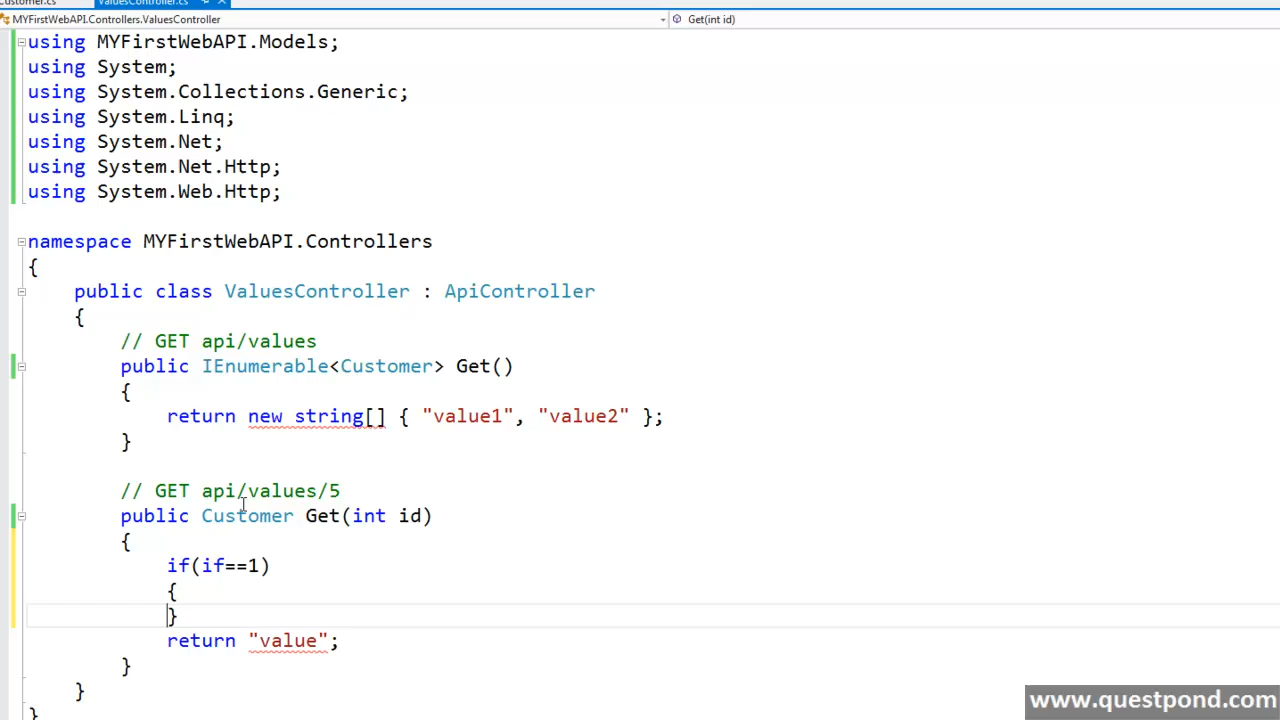 Customer.cs ValuesController.cs
MYFirstWebAPI.Controllers.ValuesController Get(int id)
using MYFirstWebAPI.Models;
using System;
using System.Collections.Generic;
using System.Linq;
using System.Net;
using System.Net.Http;
using System.Web.Http;
namespace MYFirstWebAPI.Controllers
{
public class ValuesController : ApiController
{
// GET api/values
public IEnumerable<Customer> Get()
{
return new string[] { "value1", "value2" };
}
// GET api/values/5
public Customer Get(int id)
{
if(if==1)
{
}
return "value";
}
}
}
www.questpond.com